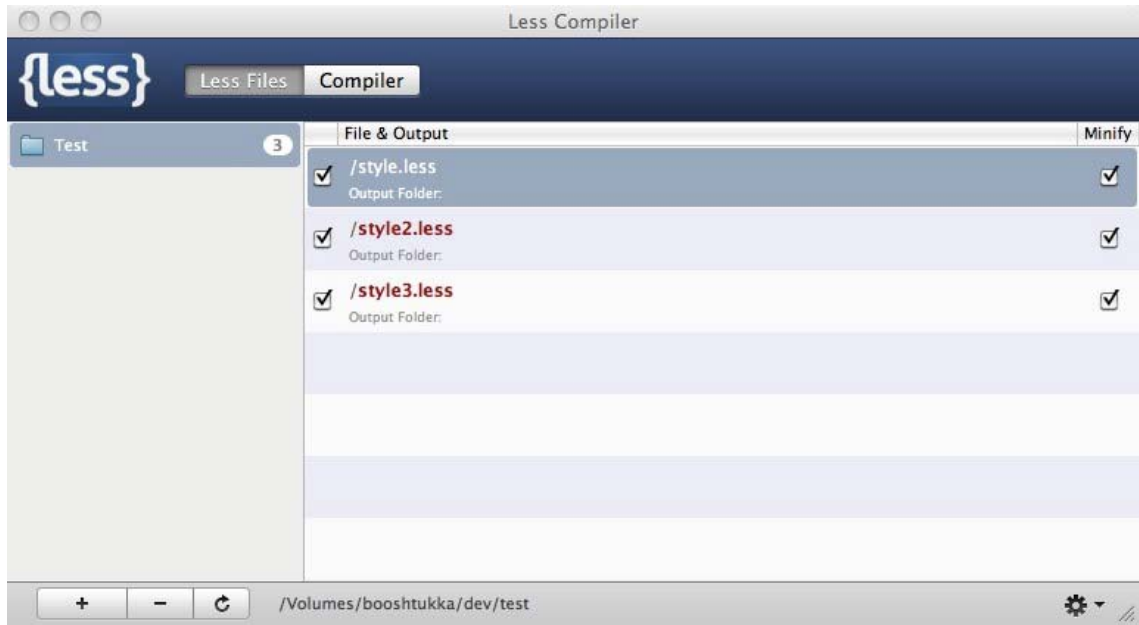 Less Compiler
{less} Less Files Compiler
Test 3
File & Output Minify
/style.less
Output Folder:
/style2.less
Output Folder:
/style3.less
Output Folder:
+ − /Volumes/booshtukka/dev/test